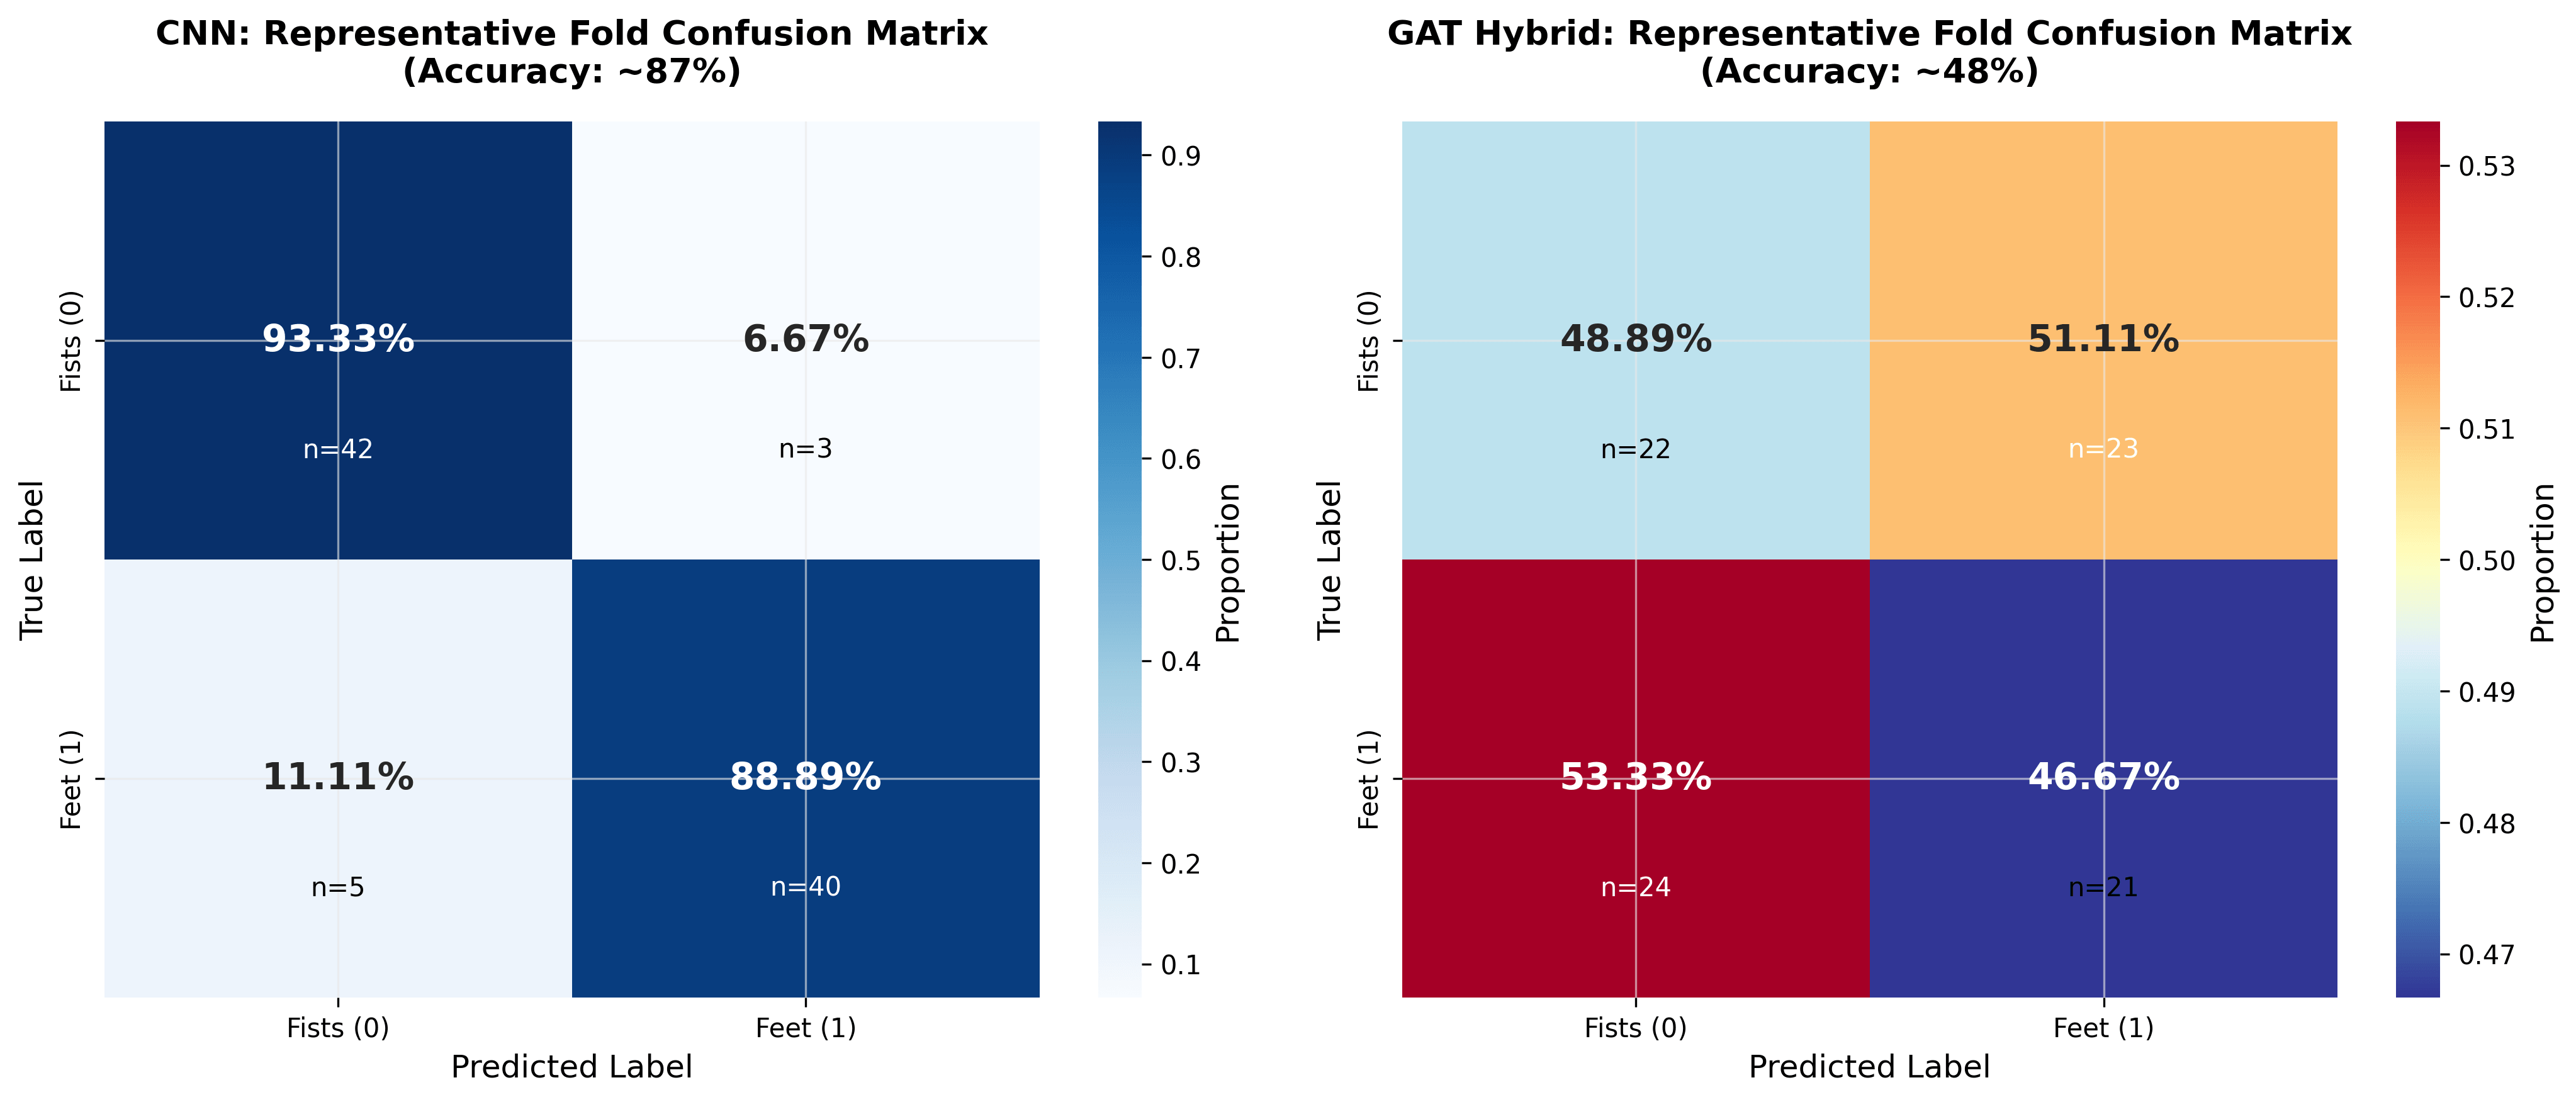 CNN: Representative Fold Confusion Matrix
(Accuracy: ~87%)
True Label
Fists (0)
93.33%
6.67%
n=42
n=3
Feet (1)
11.11%
88.89%
n=5
n=40
Fists (0)
Feet (1)
Predicted Label
0.9
0.8
0.7
0.6
0.5
0.4
0.3
0.2
0.1
Proportion
GAT Hybrid: Representative Fold Confusion Matrix
(Accuracy: ~48%)
True Label
Fists (0)
48.89%
51.11%
n=22
n=23
Feet (1)
53.33%
46.67%
n=24
n=21
Fists (0)
Feet (1)
Predicted Label
0.53
0.52
0.51
0.50
0.49
0.48
0.47
Proportion